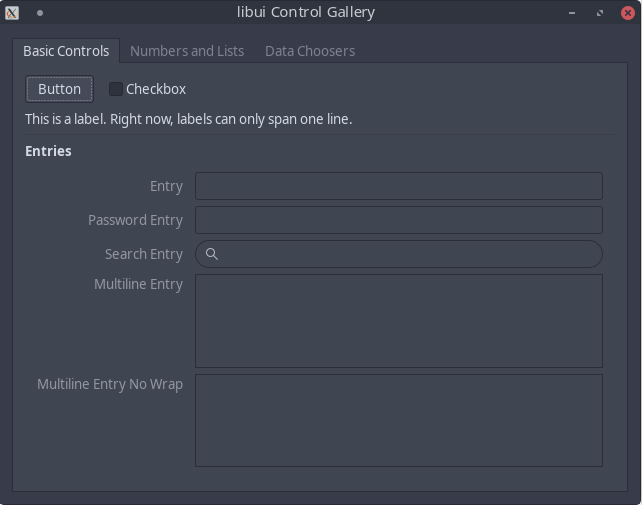 libui Control Gallery
Basic Controls Numbers and Lists Data Choosers
Button Checkbox
This is a label. Right now, labels can only span one line.
Entries
Entry
Password Entry
Search Entry
Multiline Entry
Multiline Entry No Wrap